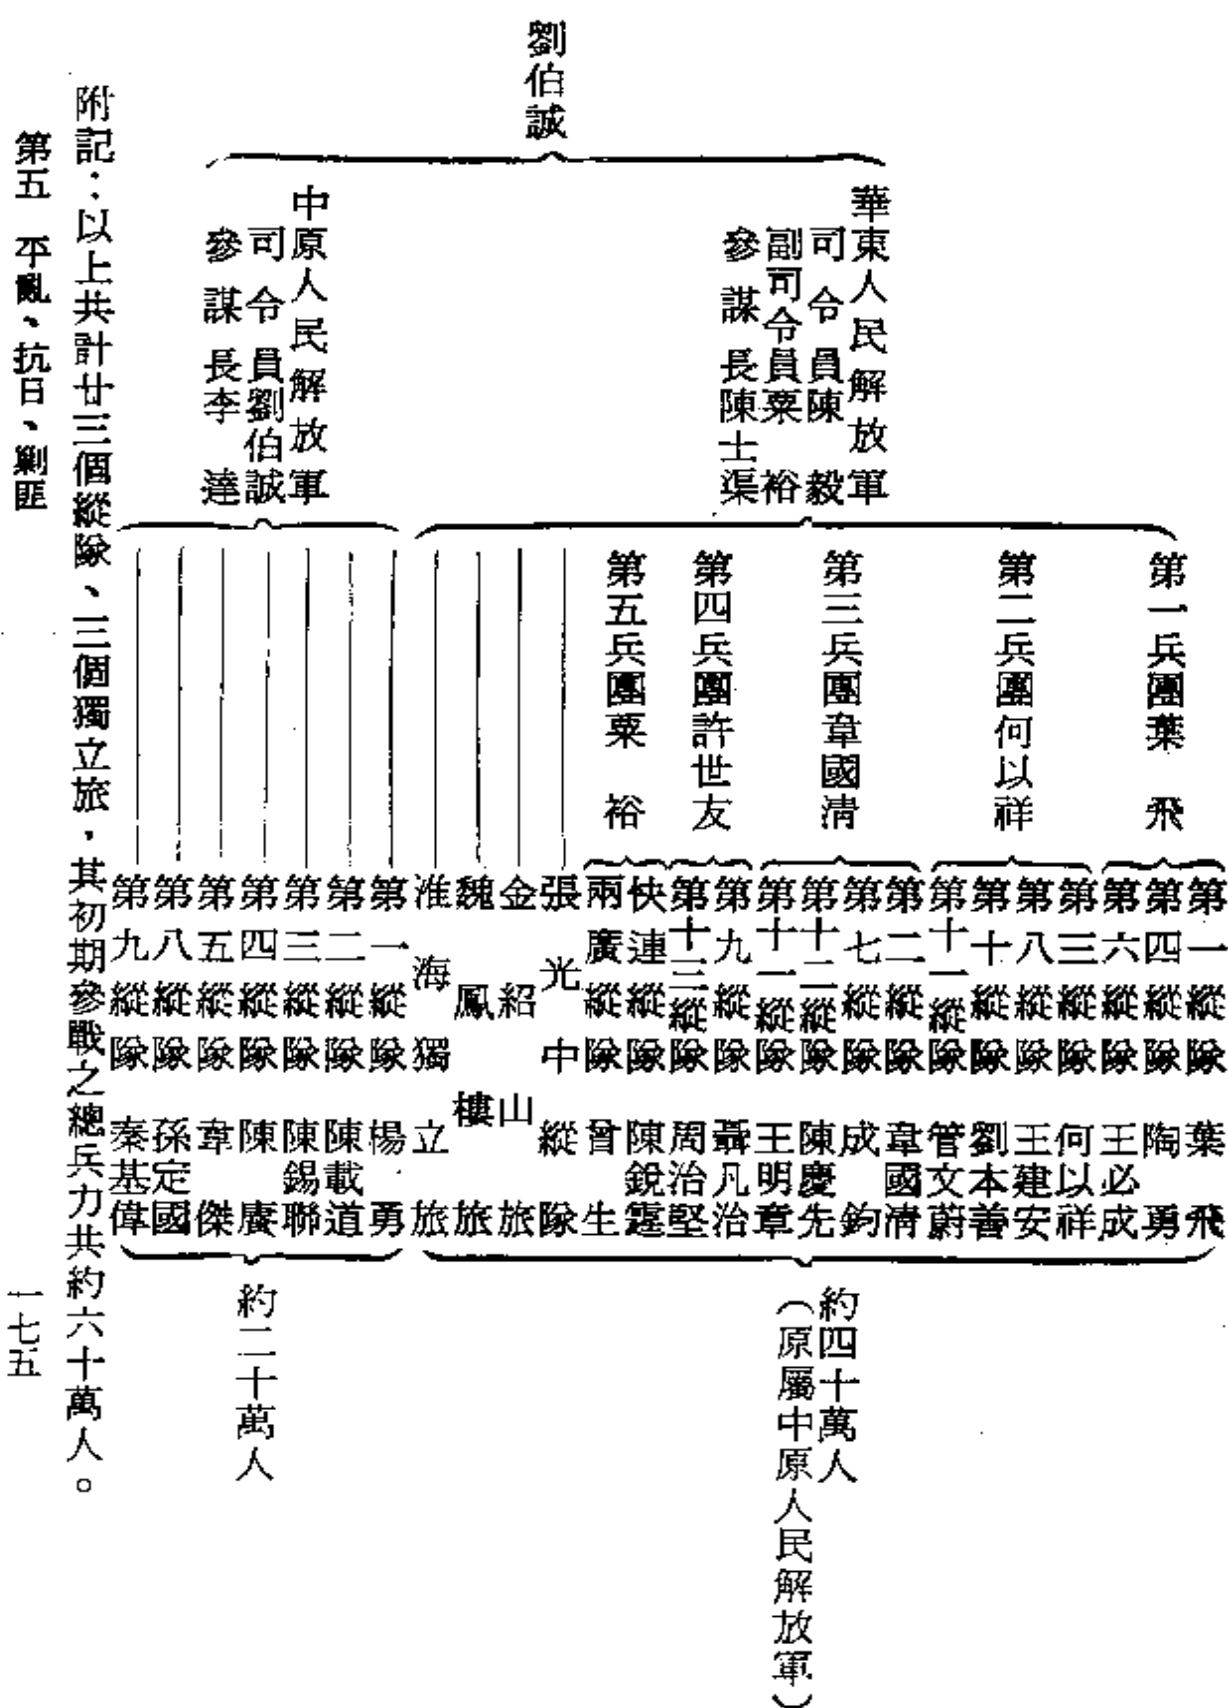 劉伯誠
華東人民解放軍
司令員陳　毅
副司令員粟　裕
參謀長陳士渠
第一兵團葉　飛
第一縱隊　葉　飛
第四縱隊　陶　勇
第六縱隊　王必成
第二兵團何以祥
第三縱隊　何以祥
第八縱隊　王建安
第十縱隊　劉本善
第十一縱隊　管文蔚
第三兵團韋國清
第二縱隊　韋國清
第七縱隊　成　鈞
第十二縱隊　陳慶先
第十一縱隊　王明章
第四兵團許世友
第九縱隊　聶凡治
第十三縱隊　周治堅
第五兵團粟　裕
快速縱隊　陳銳霆
兩廣縱隊　曾　生
張光中縱隊
金紹山旅
魏鳳樓旅
淮海獨立旅
約四十萬人
（原屬中原人民解放軍）
中原人民解放軍
司令員劉伯誠
參謀長李　達
第一縱隊　楊　勇
第二縱隊　陳載道
第三縱隊　陳錫聯
第四縱隊　陳　賡
第五縱隊　韋　傑
第八縱隊　孫定國
第九縱隊　秦基偉
約二十萬人
附記：以上共計廿三個縱隊、三個獨立旅，其初期參戰之總兵力共約六十萬人。
第五　平亂、抗日、剿匪
一七五